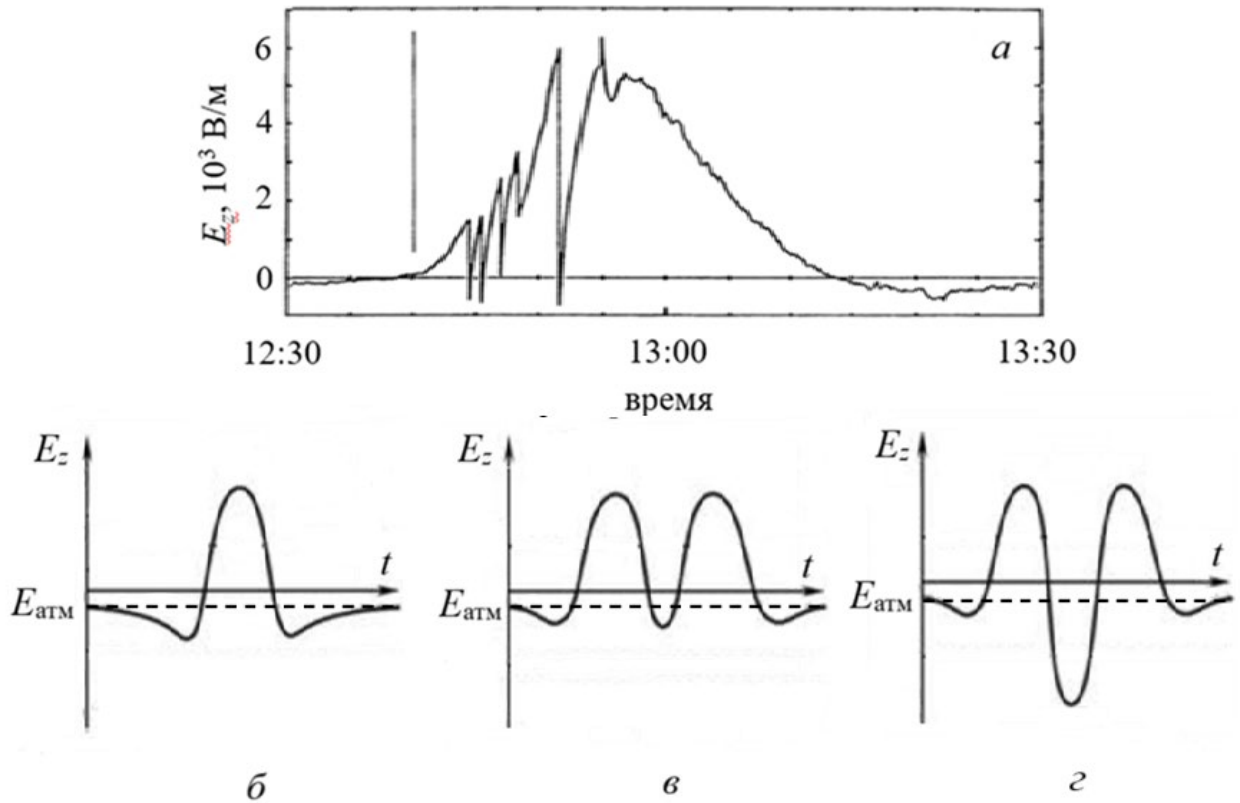 6
a
4
2
0
E_z, 10³ В/м
12:30 13:00 13:30
время
E_z E_z E_z
t t t
E_атм E_атм E_атм
б в г